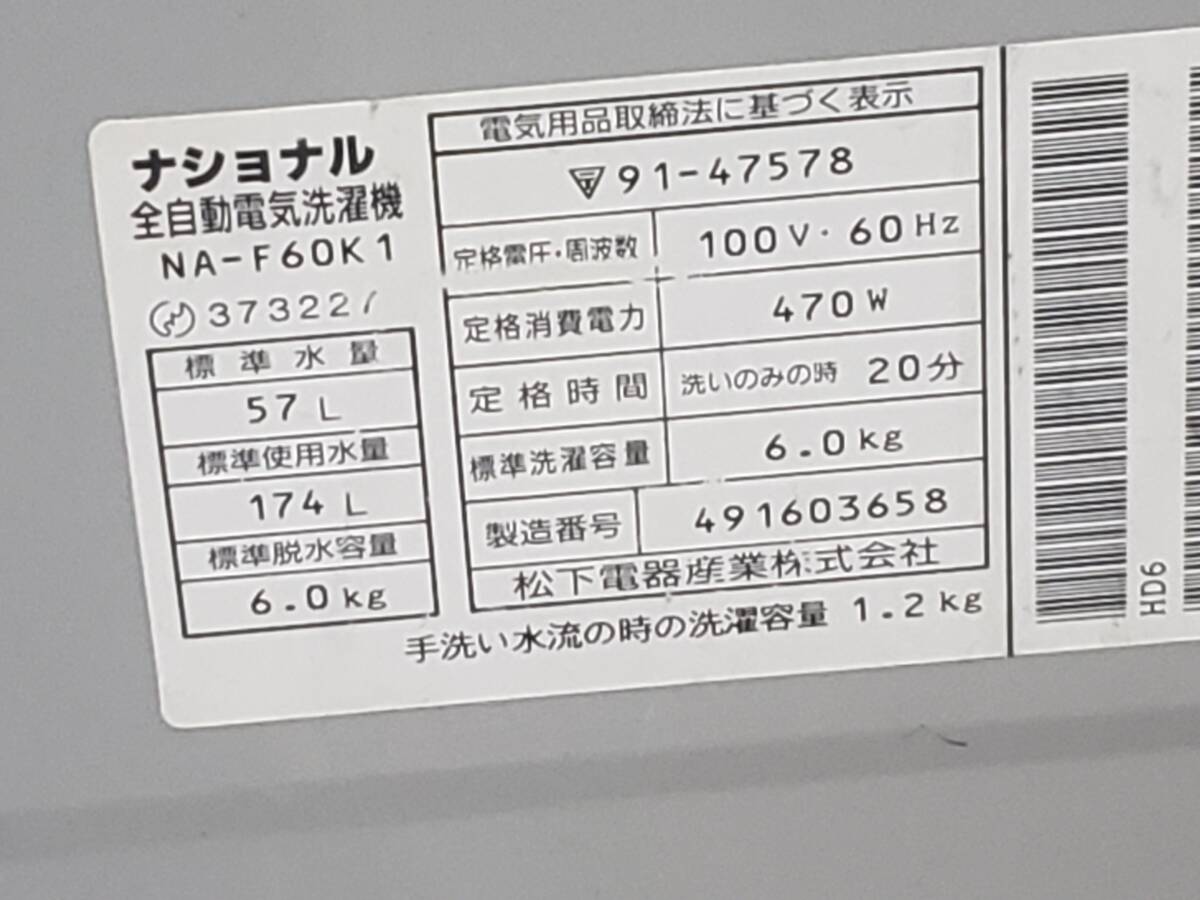 ナショナル
全自動電気洗濯機
NA-F60K1
標準水量
57 L
標準使用水量
174 L
標準脱水容量
6.0 kg
電気用品取締法に基づく表示
91-47578
定格電圧・周波数 100V・60Hz
定格消費電力 470W
定格時間 洗いのみの時 20分
標準洗濯容量 6.0kg
製造番号 491603658
松下電器産業株式会社
手洗い水流の時の洗濯容量 1.2kg
HD6